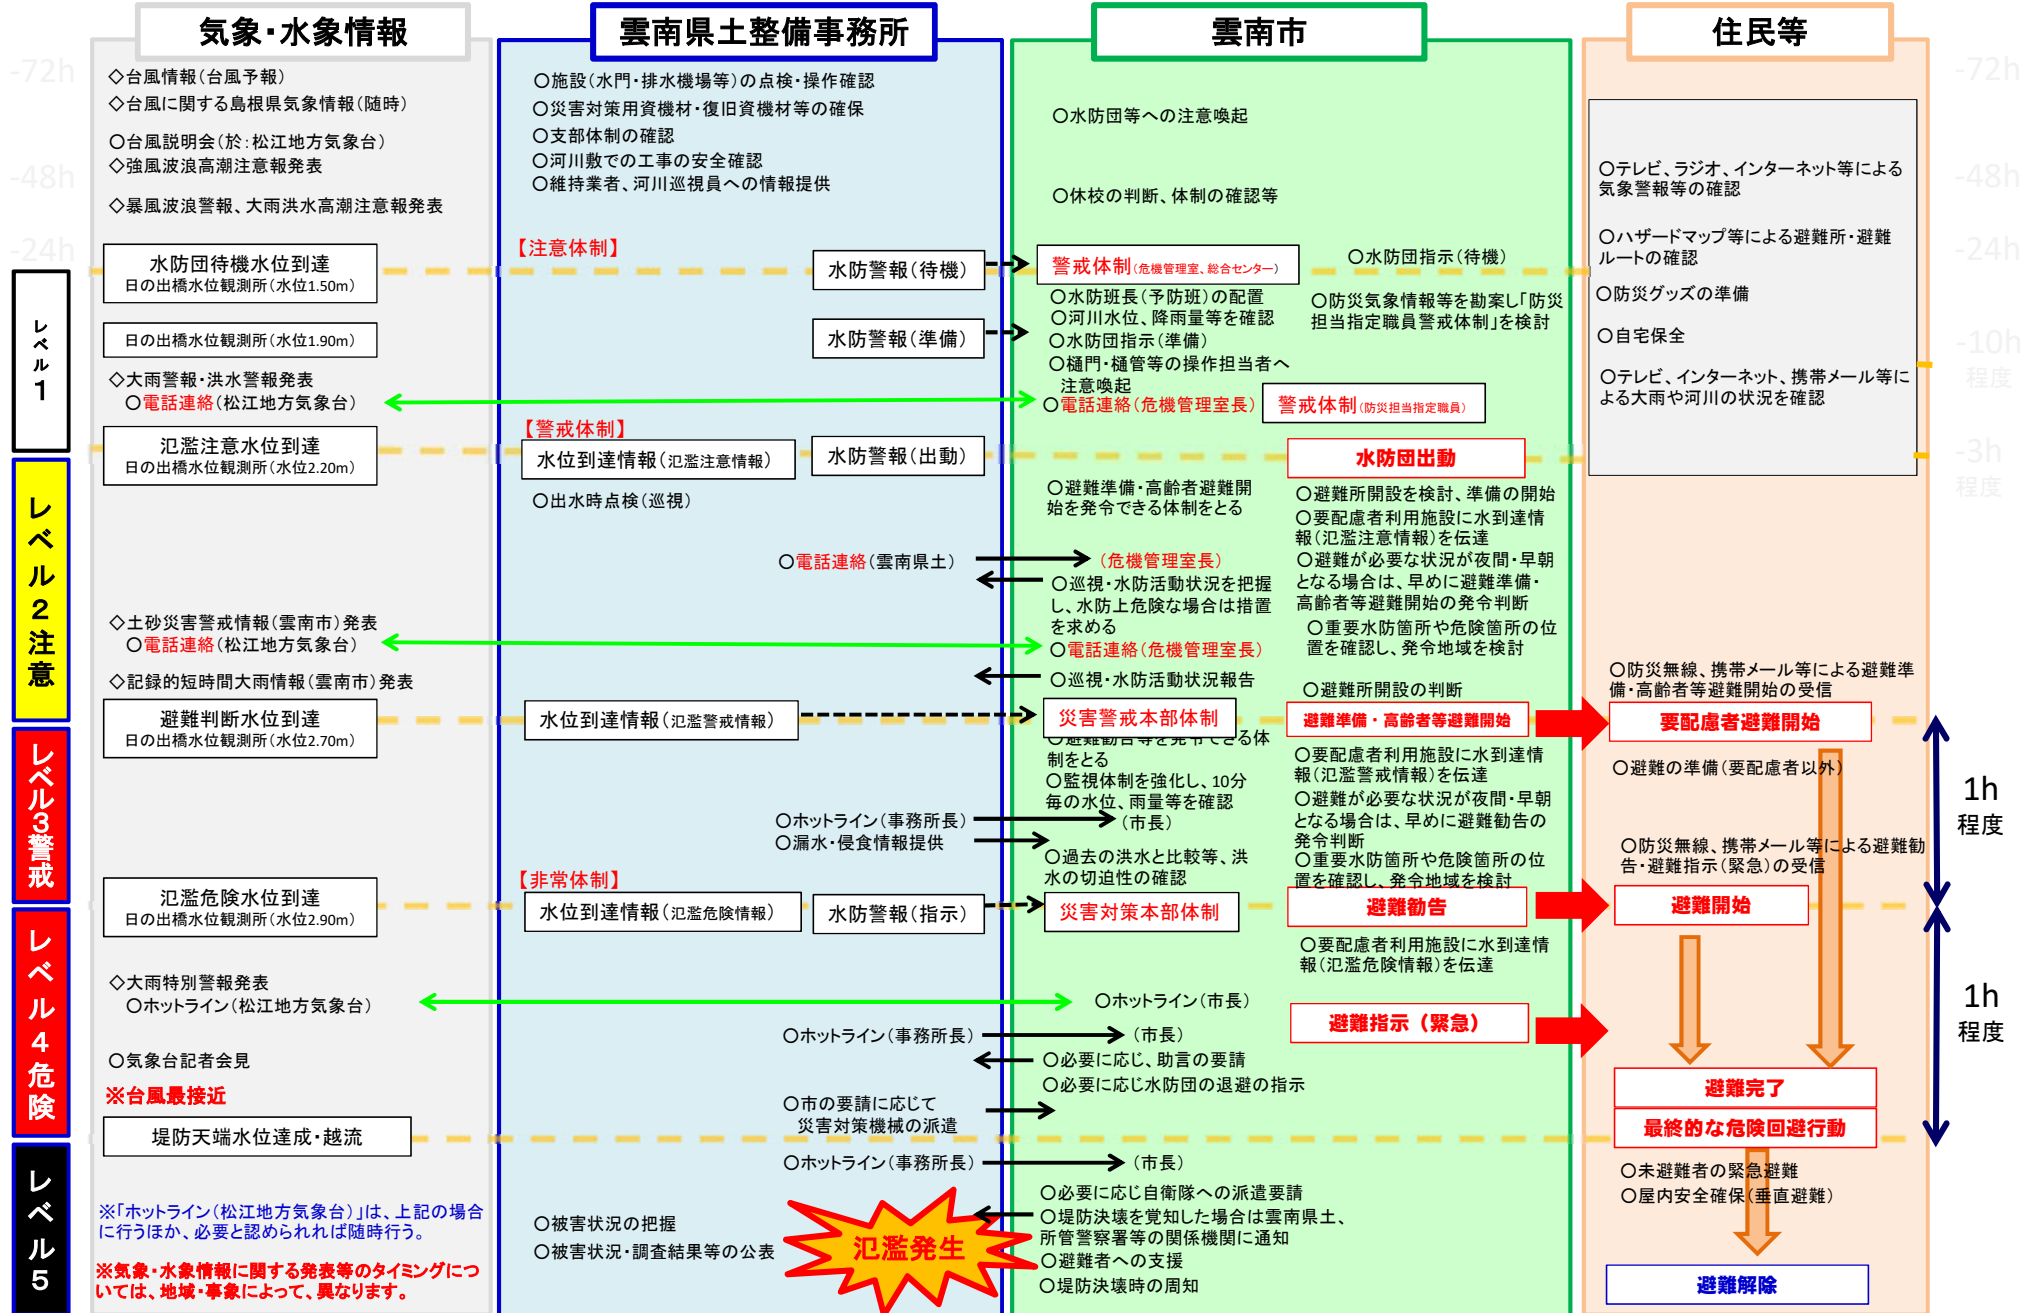 気象・水象情報
雲南県土整備事務所
雲南市
住民等
-72h
-48h
-24h
レベル1
レベル2注意
レベル3警戒
レベル4危険
レベル5
◇台風情報(台風予報)
◇台風に関する島根県気象情報(随時)
○台風説明会(於:松江地方気象台)
◇強風波浪高潮注意報発表
◇暴風波浪警報、大雨洪水高潮注意報発表
水防団待機水位到達
日の出橋水位観測所(水位1.50m)
日の出橋水位観測所(水位1.90m)
◇大雨警報・洪水警報発表
○電話連絡(松江地方気象台)
氾濫注意水位到達
日の出橋水位観測所(水位2.20m)
◇土砂災害警戒情報(雲南市)発表
○電話連絡(松江地方気象台)
◇記録的短時間大雨情報(雲南市)発表
避難判断水位到達
日の出橋水位観測所(水位2.70m)
氾濫危険水位到達
日の出橋水位観測所(水位2.90m)
◇大雨特別警報発表
○ホットライン(松江地方気象台)
○気象台記者会見
※台風最接近
堤防天端水位達成・越流
※「ホットライン(松江地方気象台)」は、上記の場合
に行うほか、必要と認められれば随時行う。
※気象・水象情報に関する発表等のタイミングにつ
いては、地域・事象によって、異なります。
○施設(水門・排水機場等)の点検・操作確認
○災害対策用資機材・復旧資機材等の確保
○支部体制の確認
○河川敷での工事の安全確認
○維持業者、河川巡視員への情報提供
【注意体制】
水防警報(待機)
水防警報(準備)
【警戒体制】
水位到達情報(氾濫注意情報)
水防警報(出動)
○出水時点検(巡視)
○電話連絡(雲南県土)
水位到達情報(氾濫警戒情報)
○ホットライン(事務所長)
○漏水・侵食情報提供
【非常体制】
水位到達情報(氾濫危険情報)
水防警報(指示)
○ホットライン(事務所長)
○市の要請に応じて
災害対策機械の派遣
○ホットライン(事務所長)
○被害状況の把握
○被害状況・調査結果等の公表
氾濫発生
○水防団等への注意喚起
○休校の判断、体制の確認等
警戒体制(危機管理室、総合センター)
○水防団指示(待機)
○水防班長(予防班)の配置
○河川水位、降雨量等を確認
○水防団指示(準備)
○樋門・樋管等の操作担当者へ
注意喚起
○電話連絡(危機管理室長)
○防災気象情報等を勘案し「防災
担当指定職員警戒体制」を検討
警戒体制(防災担当指定職員)
水防団出動
○避難準備・高齢者避難開
始を発令できる体制をとる
(危機管理室長)
○巡視・水防活動状況を把握
し、水防上危険な場合は措置
を求める
○電話連絡(危機管理室長)
○巡視・水防活動状況報告
○避難所開設を検討、準備の開始
○要配慮者利用施設に水到達情
報(氾濫注意情報)を伝達
○避難が必要な状況が夜間・早朝
となる場合は、早めに避難準備・
高齢者等避難開始の発令判断
○重要水防箇所や危険箇所の位
置を確認し、発令地域を検討
○避難所開設の判断
災害警戒本部体制
避難準備・高齢者等避難開始
○避難勧告等を発令できる体
制をとる
○監視体制を強化し、10分
毎の水位、雨量等を確認
(市長)
○過去の洪水と比較等、洪
水の切迫性の確認
○要配慮者利用施設に水到達情
報(氾濫警戒情報)を伝達
○避難が必要な状況が夜間・早朝
となる場合は、早めに避難勧告の
発令判断
○重要水防箇所や危険箇所の位
置を確認し、発令地域を検討
災害対策本部体制
避難勧告
○要配慮者利用施設に水到達情
報(氾濫危険情報)を伝達
○ホットライン(市長)
避難指示(緊急)
(市長)
○必要に応じ、助言の要請
○必要に応じ水防団の退避の指示
(市長)
○必要に応じ自衛隊への派遣要請
○堤防決壊を覚知した場合は雲南県土、
所管警察署等の関係機関に通知
○避難者への支援
○堤防決壊時の周知
○テレビ、ラジオ、インターネット等による
気象警報等の確認
○ハザードマップ等による避難所・避難
ルートの確認
○防災グッズの準備
○自宅保全
○テレビ、インターネット、携帯メール等に
よる大雨や河川の状況を確認
○防災無線、携帯メール等による避難準
備・高齢者等避難開始の受信
要配慮者避難開始
○避難の準備(要配慮者以外)
○防災無線、携帯メール等による避難勧
告・避難指示(緊急)の受信
避難開始
避難完了
最終的な危険回避行動
○未避難者の緊急避難
○屋内安全確保(垂直避難)
避難解除
-72h
-48h
-24h
-10h
程度
-3h
程度
1h
程度
1h
程度